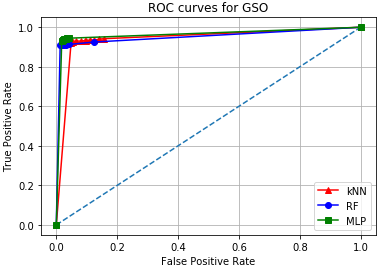 ROC curves for GSO
True Positive Rate
1.0
0.8
0.6
0.4
0.2
0.0
0.0 0.2 0.4 0.6 0.8 1.0
False Positive Rate
kNN
RF
MLP